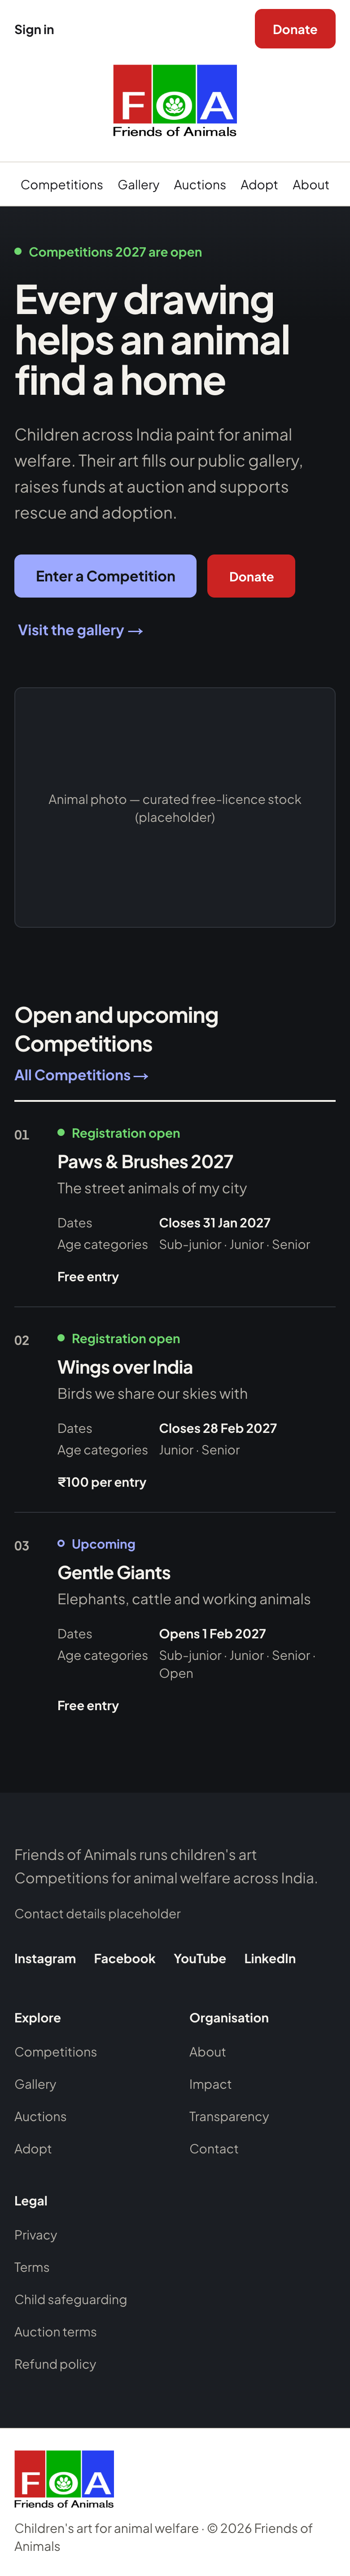 Sign in
Donate
FOA
Friends of Animals
Competitions Gallery Auctions Adopt About
Competitions 2027 are open
Every drawing
helps an animal
find a home
Children across India paint for animal
welfare. Their art fills our public gallery,
raises funds at auction and supports
rescue and adoption.
Enter a Competition
Donate
Visit the gallery →
Animal photo — curated free-licence stock
(placeholder)
Open and upcoming
Competitions
All Competitions →
01
Registration open
Paws & Brushes 2027
The street animals of my city
Dates Closes 31 Jan 2027
Age categories Sub-junior · Junior · Senior
Free entry
02
Registration open
Wings over India
Birds we share our skies with
Dates Closes 28 Feb 2027
Age categories Junior · Senior
₹100 per entry
03
Upcoming
Gentle Giants
Elephants, cattle and working animals
Dates Opens 1 Feb 2027
Age categories Sub-junior · Junior · Senior ·
Open
Free entry
Friends of Animals runs children's art
Competitions for animal welfare across India.
Contact details placeholder
Instagram Facebook YouTube LinkedIn
Explore
Competitions
Gallery
Auctions
Adopt
Organisation
About
Impact
Transparency
Contact
Legal
Privacy
Terms
Child safeguarding
Auction terms
Refund policy
FOA
Friends of Animals
Children's art for animal welfare · © 2026 Friends of
Animals